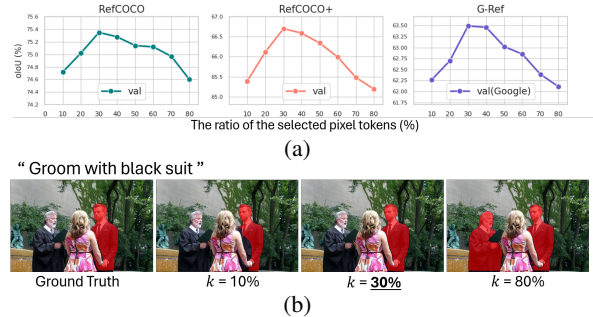 RefCOCO RefCOCO+ G-Ref
oIoU (%)
75.6
75.4
75.2
75.0
74.8
74.6
74.4
74.2
0 10 20 30 40 50 60 70 80
val
67.0
66.5
66.0
65.5
65.0
10 20 30 40 50 60 70 80
val
63.50
63.25
63.00
62.75
62.50
62.25
62.00
61.75
10 20 30 40 50 60 70 80
val(Google)
The ratio of the selected pixel tokens (%)
(a)
“ Groom with black suit ”
Ground Truth k = 10% k = 30% k = 80%
(b)